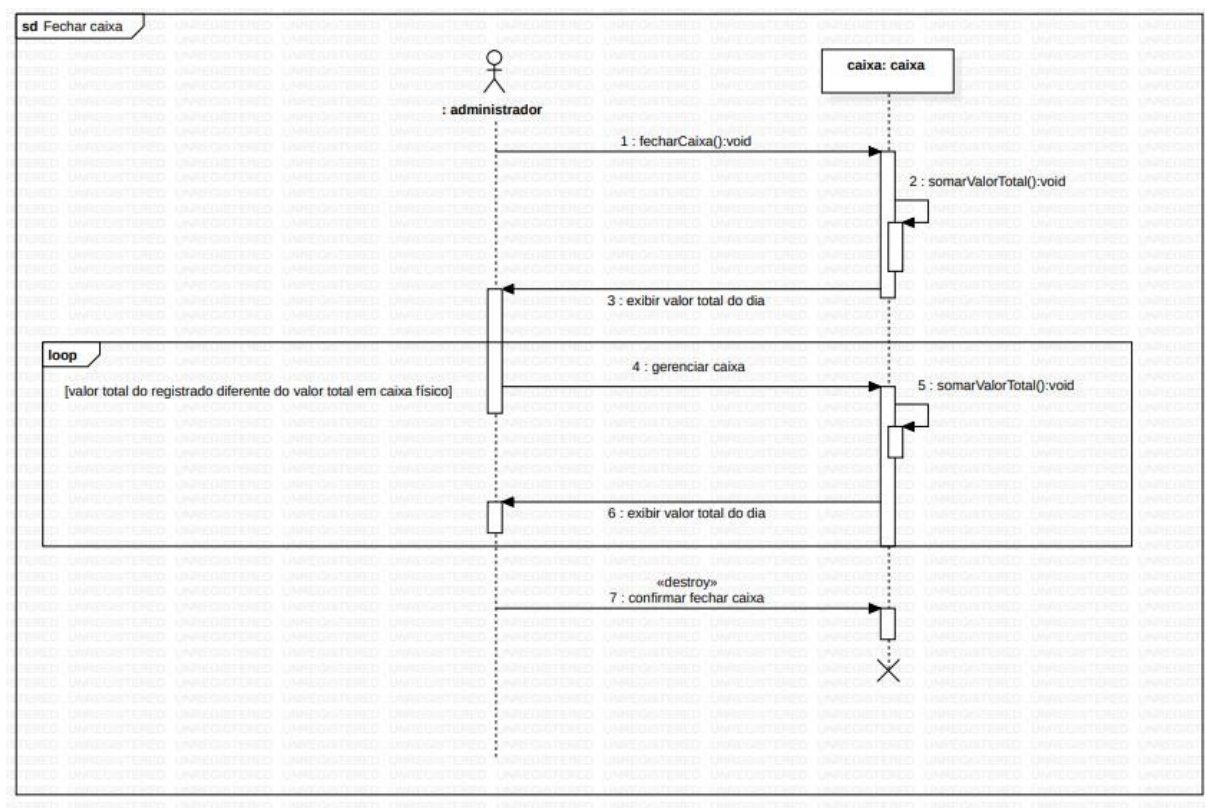 sd Fechar caixa
: administrador
caixa: caixa
1 : fecharCaixa():void
2 : somarValorTotal():void
3 : exibir valor total do dia
loop
[valor total do registrado diferente do valor total em caixa físico]
4 : gerenciar caixa
5 : somarValorTotal():void
6 : exibir valor total do dia
«destroy»
7 : confirmar fechar caixa
UNREGISTERED